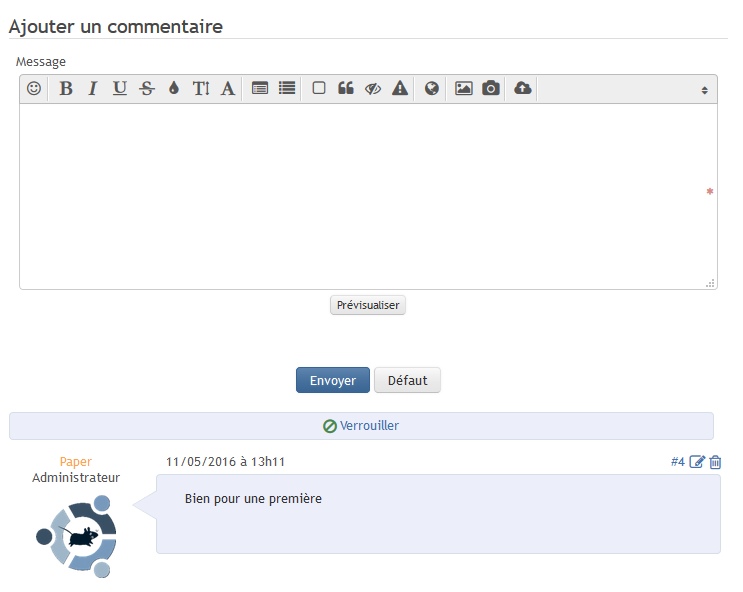 Ajouter un commentaire
Message
B I U S T A
*
Prévisualiser
Envoyer Défaut
Verrouiller
Paper 11/05/2016 à 13h11 #4
Administrateur
Bien pour une première